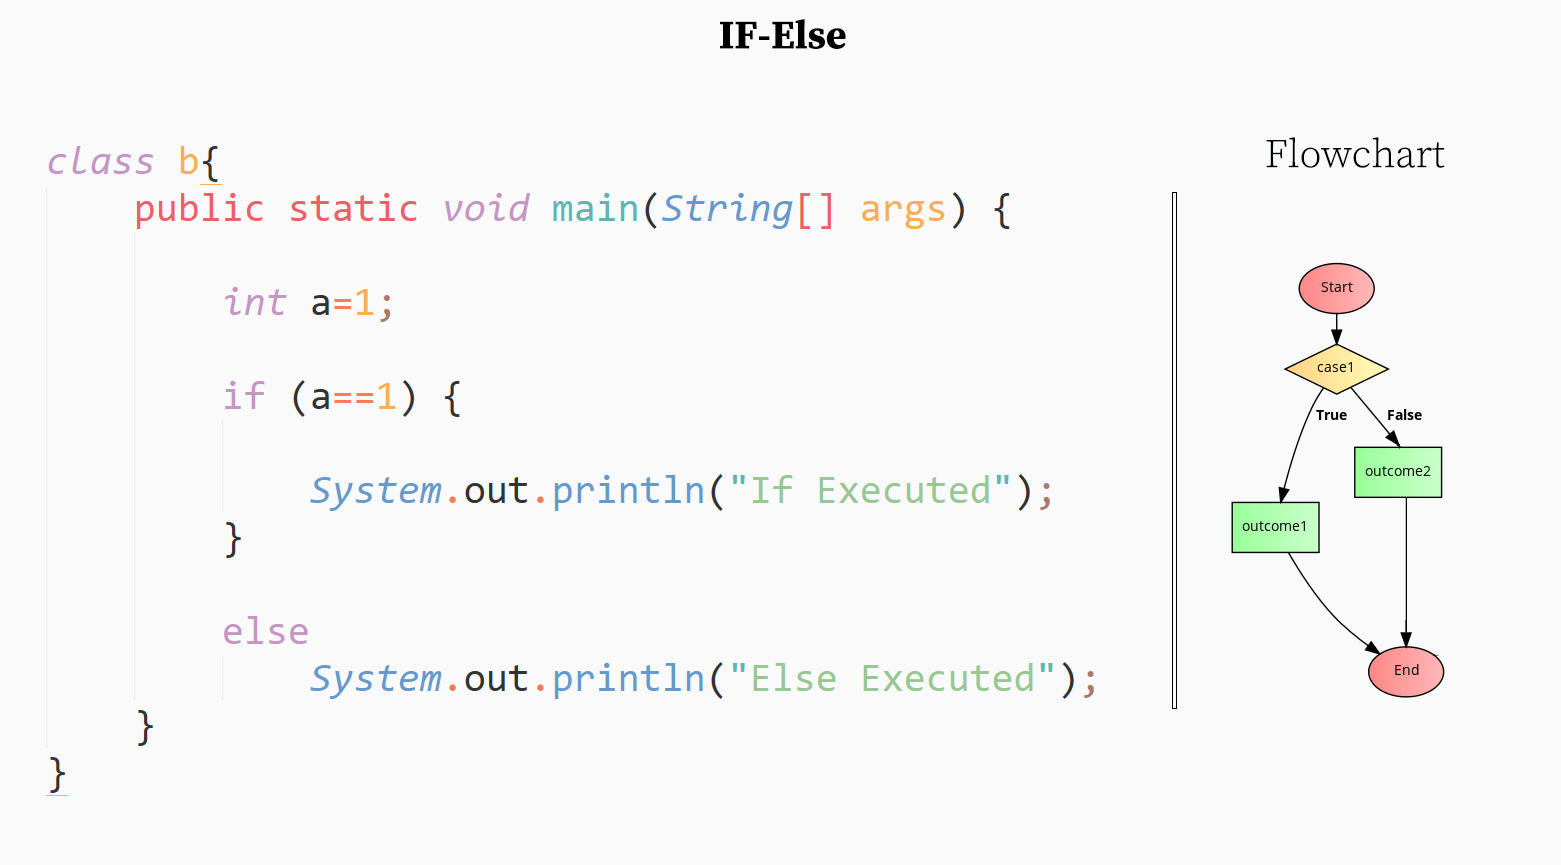 IF-Else
class b{
public static void main(String[] args) {
int a=1;
if (a==1) {
System.out.println("If Executed");
}
else
System.out.println("Else Executed");
}
}
Flowchart
Start
case1
True
False
outcome2
outcome1
End